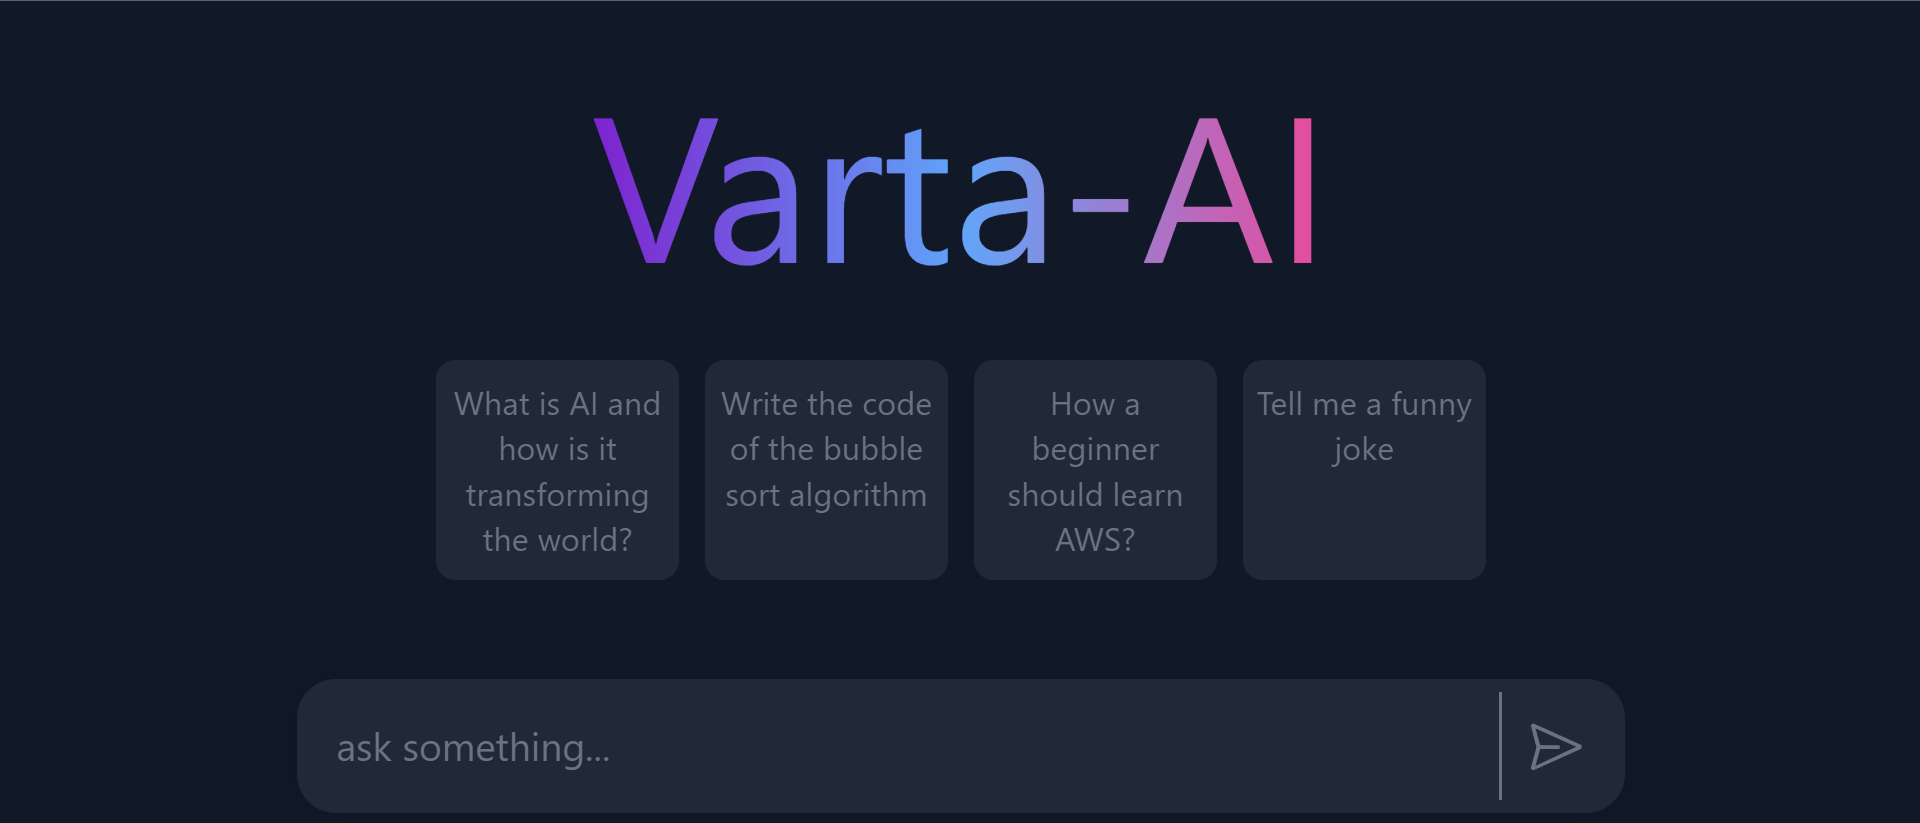 Varta-AI
What is AI and
how is it
transforming
the world?
Write the code
of the bubble
sort algorithm
How a
beginner
should learn
AWS?
Tell me a funny
joke
ask something...